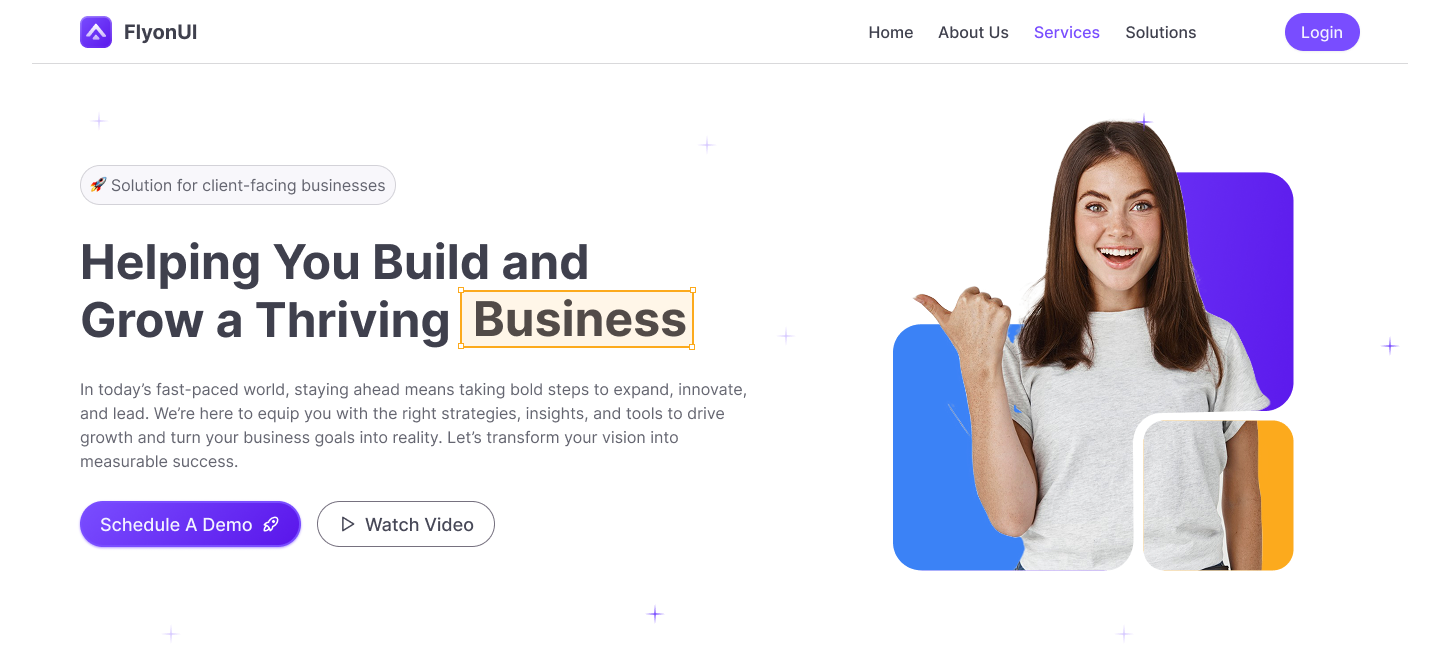 FlyonUI
Home About Us Services Solutions Login
🚀 Solution for client-facing businesses
Helping You Build and
Grow a Thriving Business
In today’s fast-paced world, staying ahead means taking bold steps to expand, innovate,
and lead. We’re here to equip you with the right strategies, insights, and tools to drive
growth and turn your business goals into reality. Let’s transform your vision into
measurable success.
Schedule A Demo Watch Video